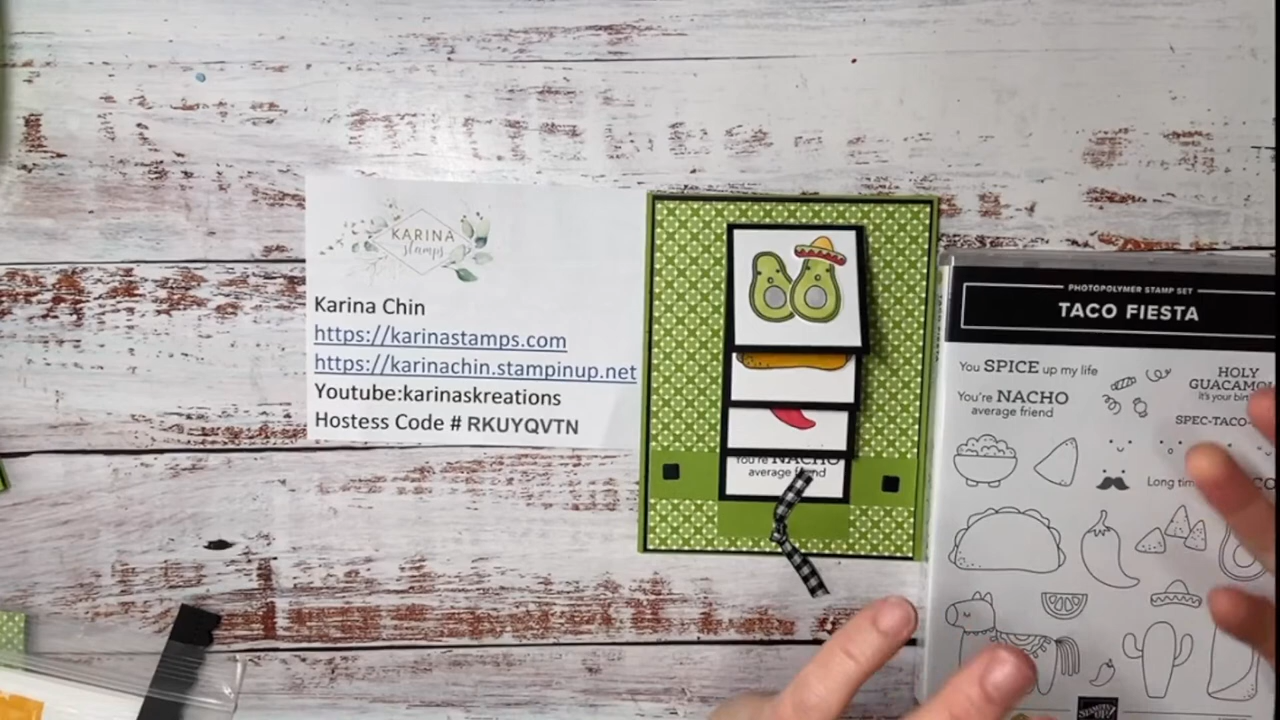 KARINA
stamps
Karina Chin
https://karinastamps.com
https://karinachin.stampinup.net
Youtube:karinaskreations
Hostess Code # RKUYQVTN
You're NACHO
average friend
PHOTOPOLYMER STAMP SET
TACO FIESTA
You SPICE up my life
You're NACHO
average friend
HOLY
it's your
SPEC-TACO-
Long
STAMPIN' UP!